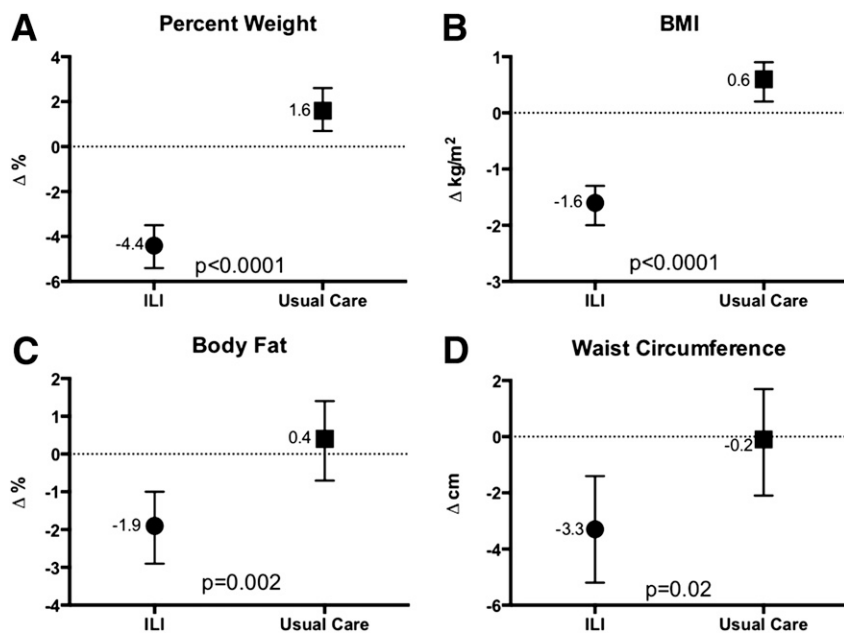 A
Percent Weight
4
2
0
-2
-4
-6
Δ %
1.6
-4.4
p<0.0001
ILI
Usual Care
B
BMI
1
0
-1
-2
-3
Δ kg/m²
0.6
-1.6
p<0.0001
ILI
Usual Care
C
Body Fat
2
1
0
-1
-2
-3
-4
Δ %
0.4
-1.9
p=0.002
ILI
Usual Care
D
Waist Circumference
2
0
-2
-4
-6
Δ cm
-0.2
-3.3
p=0.02
ILI
Usual Care